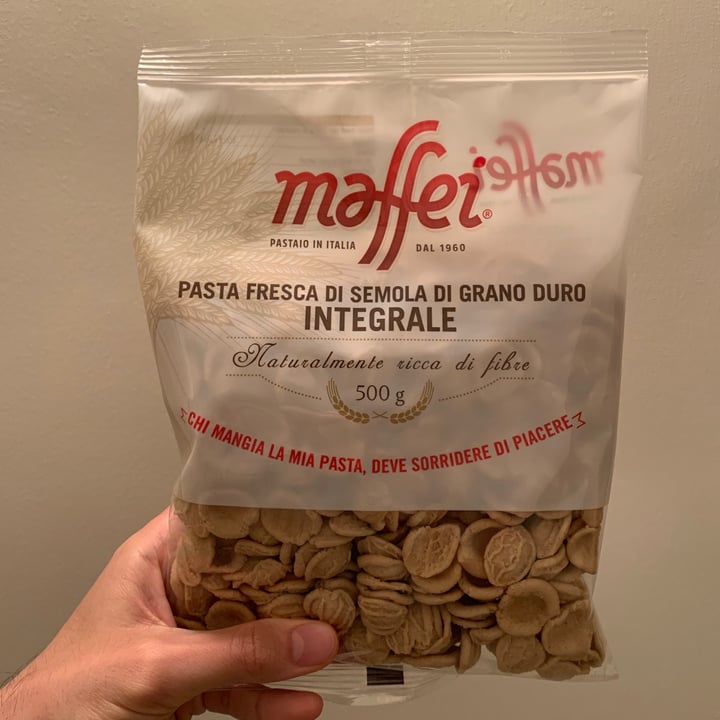 maffei®
maffei
PASTAIO IN ITALIA DAL 1960
PASTA FRESCA DI SEMOLA DI GRANO DURO
INTEGRALE
Naturalmente ricca di fibre
500 g
CHI MANGIA LA MIA PASTA, DEVE SORRIDERE DI PIACERE